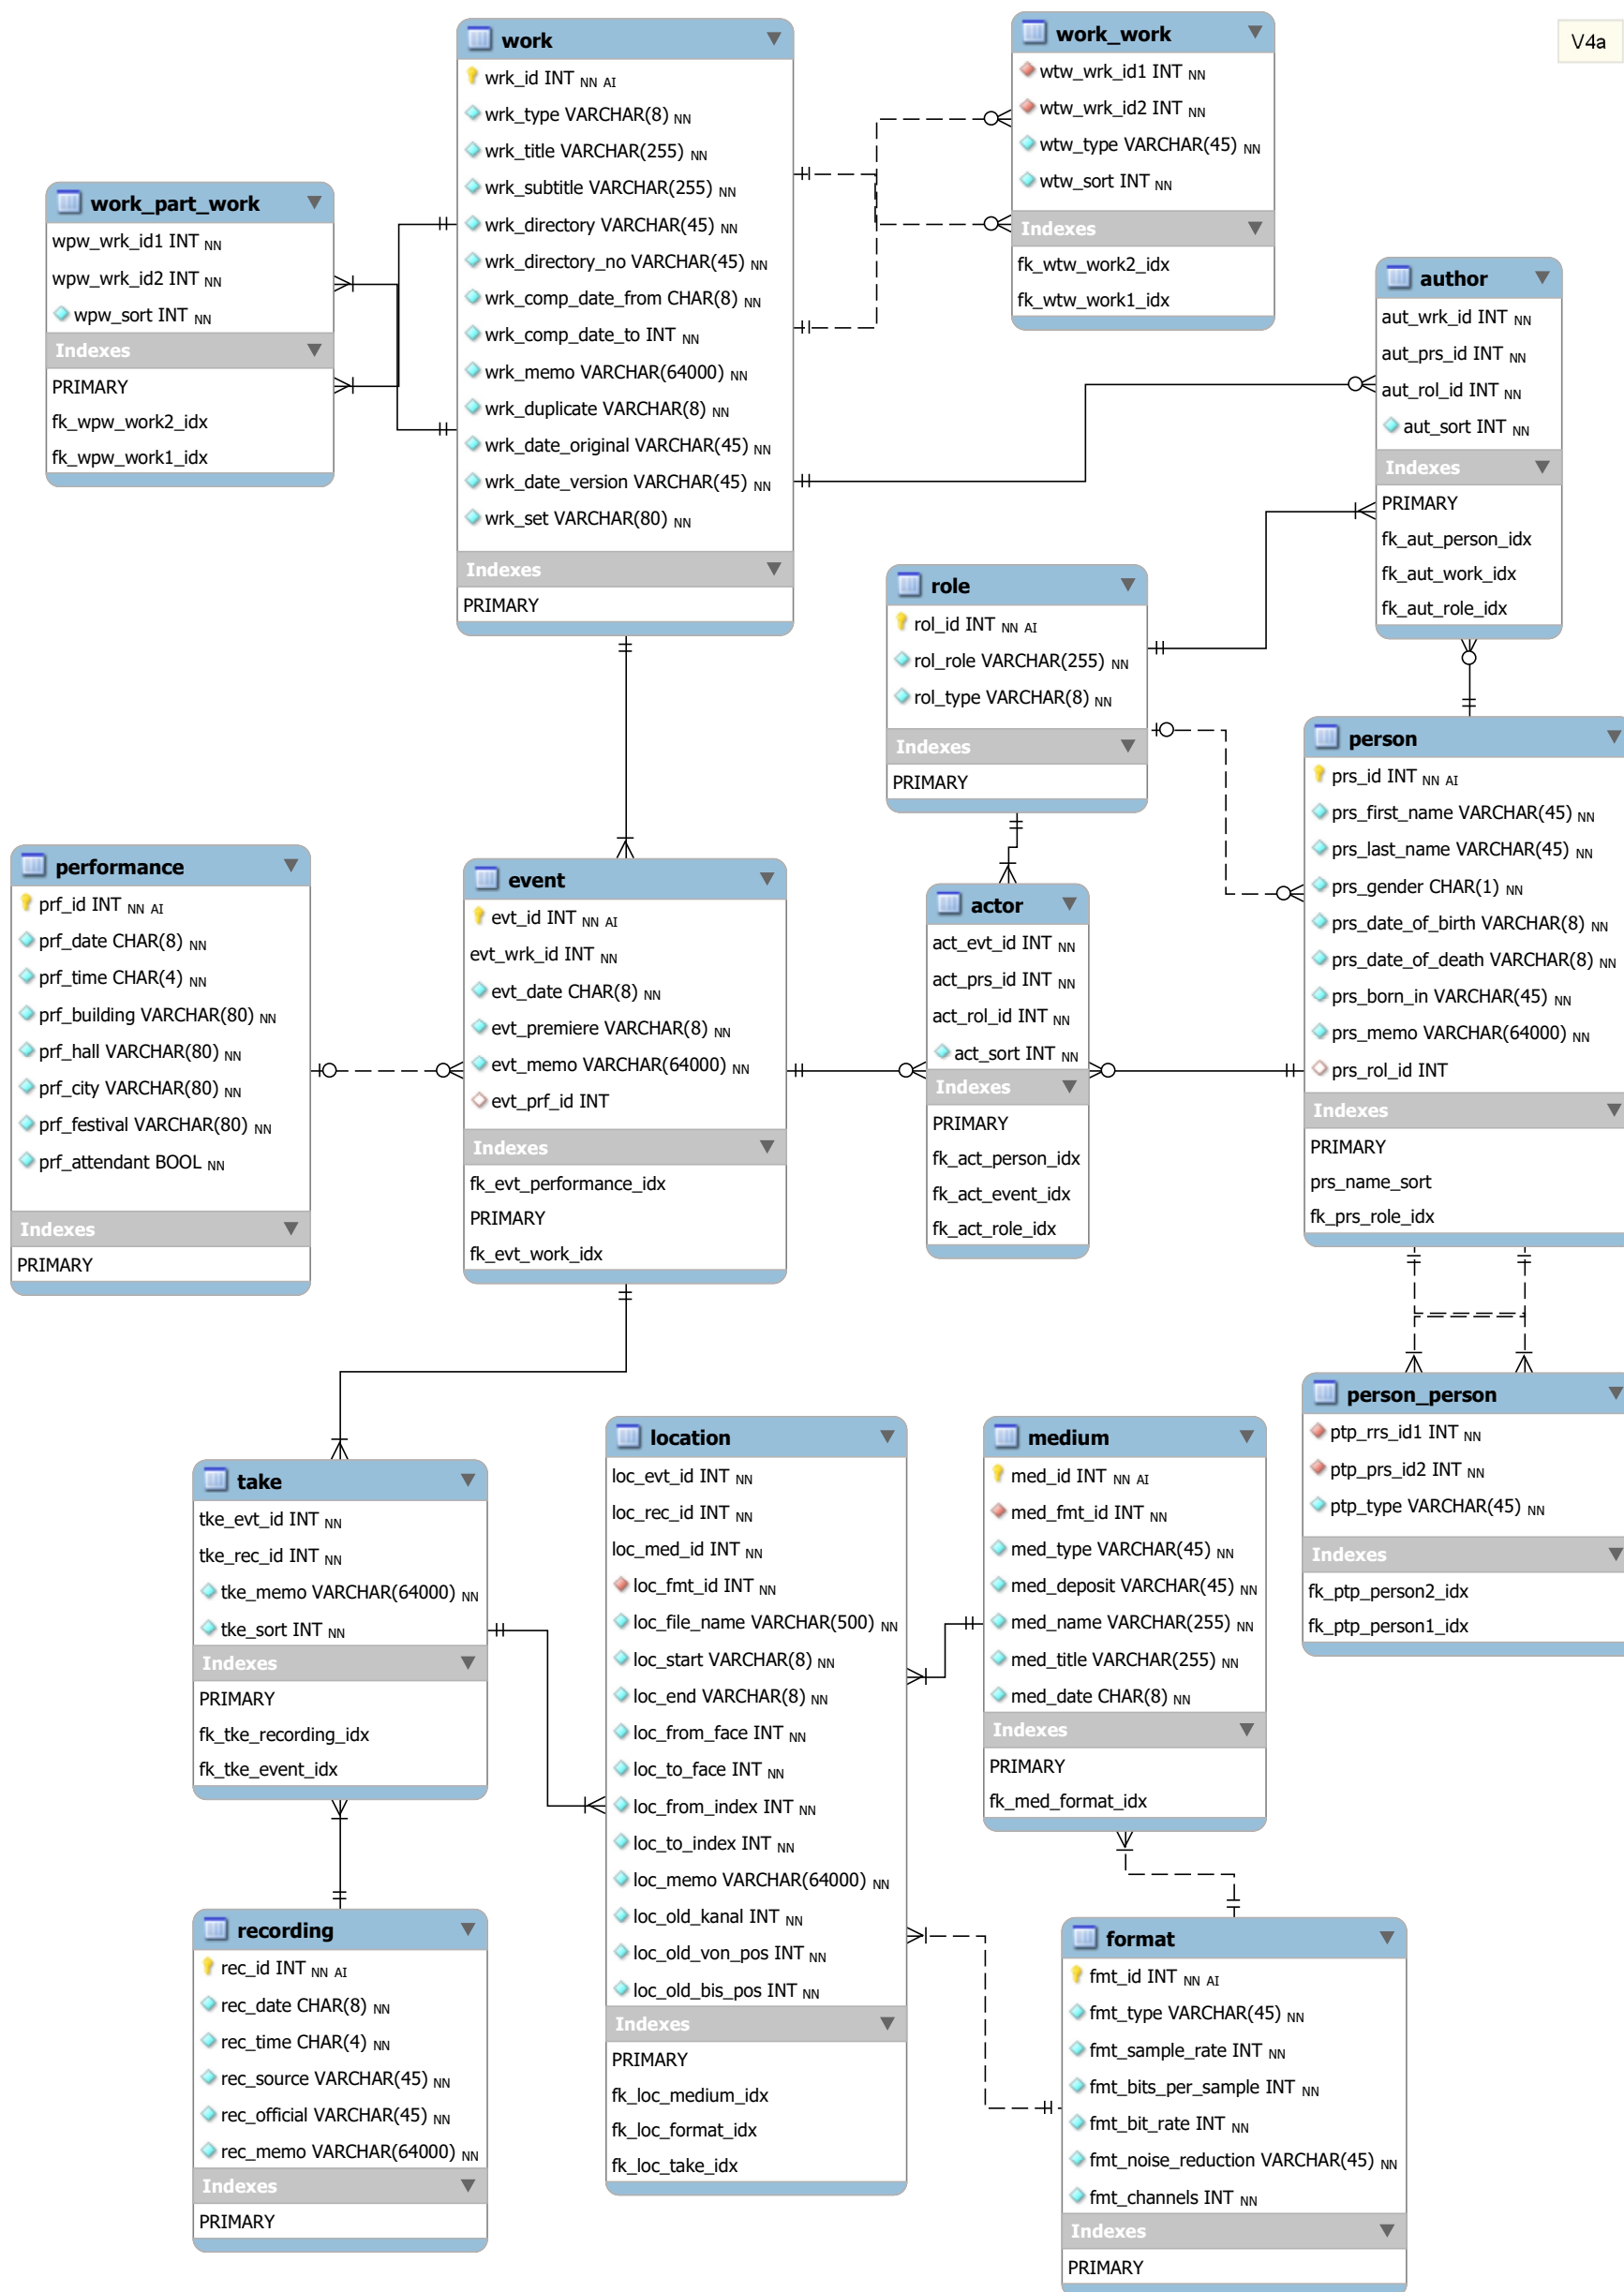 V4a
work
wrk_id INT NN AI
wrk_type VARCHAR(8) NN
wrk_title VARCHAR(255) NN
wrk_subtitle VARCHAR(255) NN
wrk_directory VARCHAR(45) NN
wrk_directory_no VARCHAR(45) NN
wrk_comp_date_from CHAR(8) NN
wrk_comp_date_to INT NN
wrk_memo VARCHAR(64000) NN
wrk_duplicate VARCHAR(8) NN
wrk_date_original VARCHAR(45) NN
wrk_date_version VARCHAR(45) NN
wrk_set VARCHAR(80) NN
Indexes
PRIMARY
work_work
wtw_wrk_id1 INT NN
wtw_wrk_id2 INT NN
wtw_type VARCHAR(45) NN
wtw_sort INT NN
Indexes
fk_wtw_work2_idx
fk_wtw_work1_idx
work_part_work
wpw_wrk_id1 INT NN
wpw_wrk_id2 INT NN
wpw_sort INT NN
Indexes
PRIMARY
fk_wpw_work2_idx
fk_wpw_work1_idx
author
aut_wrk_id INT NN
aut_prs_id INT NN
aut_rol_id INT NN
aut_sort INT NN
Indexes
PRIMARY
fk_aut_person_idx
fk_aut_work_idx
fk_aut_role_idx
role
rol_id INT NN AI
rol_role VARCHAR(255) NN
rol_type VARCHAR(8) NN
Indexes
PRIMARY
person
prs_id INT NN AI
prs_first_name VARCHAR(45) NN
prs_last_name VARCHAR(45) NN
prs_gender CHAR(1) NN
prs_date_of_birth VARCHAR(8) NN
prs_date_of_death VARCHAR(8) NN
prs_born_in VARCHAR(45) NN
prs_memo VARCHAR(64000) NN
prs_rol_id INT
Indexes
PRIMARY
prs_name_sort
fk_prs_role_idx
performance
prf_id INT NN AI
prf_date CHAR(8) NN
prf_time CHAR(4) NN
prf_building VARCHAR(80) NN
prf_hall VARCHAR(80) NN
prf_city VARCHAR(80) NN
prf_festival VARCHAR(80) NN
prf_attendant BOOL NN
Indexes
PRIMARY
event
evt_id INT NN AI
evt_wrk_id INT NN
evt_date CHAR(8) NN
evt_premiere VARCHAR(8) NN
evt_memo VARCHAR(64000) NN
evt_prf_id INT
Indexes
fk_evt_performance_idx
PRIMARY
fk_evt_work_idx
actor
act_evt_id INT NN
act_prs_id INT NN
act_rol_id INT NN
act_sort INT NN
Indexes
PRIMARY
fk_act_person_idx
fk_act_event_idx
fk_act_role_idx
person_person
ptp_rrs_id1 INT NN
ptp_prs_id2 INT NN
ptp_type VARCHAR(45) NN
Indexes
fk_ptp_person2_idx
fk_ptp_person1_idx
take
tke_evt_id INT NN
tke_rec_id INT NN
tke_memo VARCHAR(64000) NN
tke_sort INT NN
Indexes
PRIMARY
fk_tke_recording_idx
fk_tke_event_idx
location
loc_evt_id INT NN
loc_rec_id INT NN
loc_med_id INT NN
loc_fmt_id INT NN
loc_file_name VARCHAR(500) NN
loc_start VARCHAR(8) NN
loc_end VARCHAR(8) NN
loc_from_face INT NN
loc_to_face INT NN
loc_from_index INT NN
loc_to_index INT NN
loc_memo VARCHAR(64000) NN
loc_old_kanal INT NN
loc_old_von_pos INT NN
loc_old_bis_pos INT NN
Indexes
PRIMARY
fk_loc_medium_idx
fk_loc_format_idx
fk_loc_take_idx
medium
med_id INT NN AI
med_fmt_id INT NN
med_type VARCHAR(45) NN
med_deposit VARCHAR(45) NN
med_name VARCHAR(255) NN
med_title VARCHAR(255) NN
med_date CHAR(8) NN
Indexes
PRIMARY
fk_med_format_idx
recording
rec_id INT NN AI
rec_date CHAR(8) NN
rec_time CHAR(4) NN
rec_source VARCHAR(45) NN
rec_official VARCHAR(45) NN
rec_memo VARCHAR(64000) NN
Indexes
PRIMARY
format
fmt_id INT NN AI
fmt_type VARCHAR(45) NN
fmt_sample_rate INT NN
fmt_bits_per_sample INT NN
fmt_bit_rate INT NN
fmt_noise_reduction VARCHAR(45) NN
fmt_channels INT NN
Indexes
PRIMARY